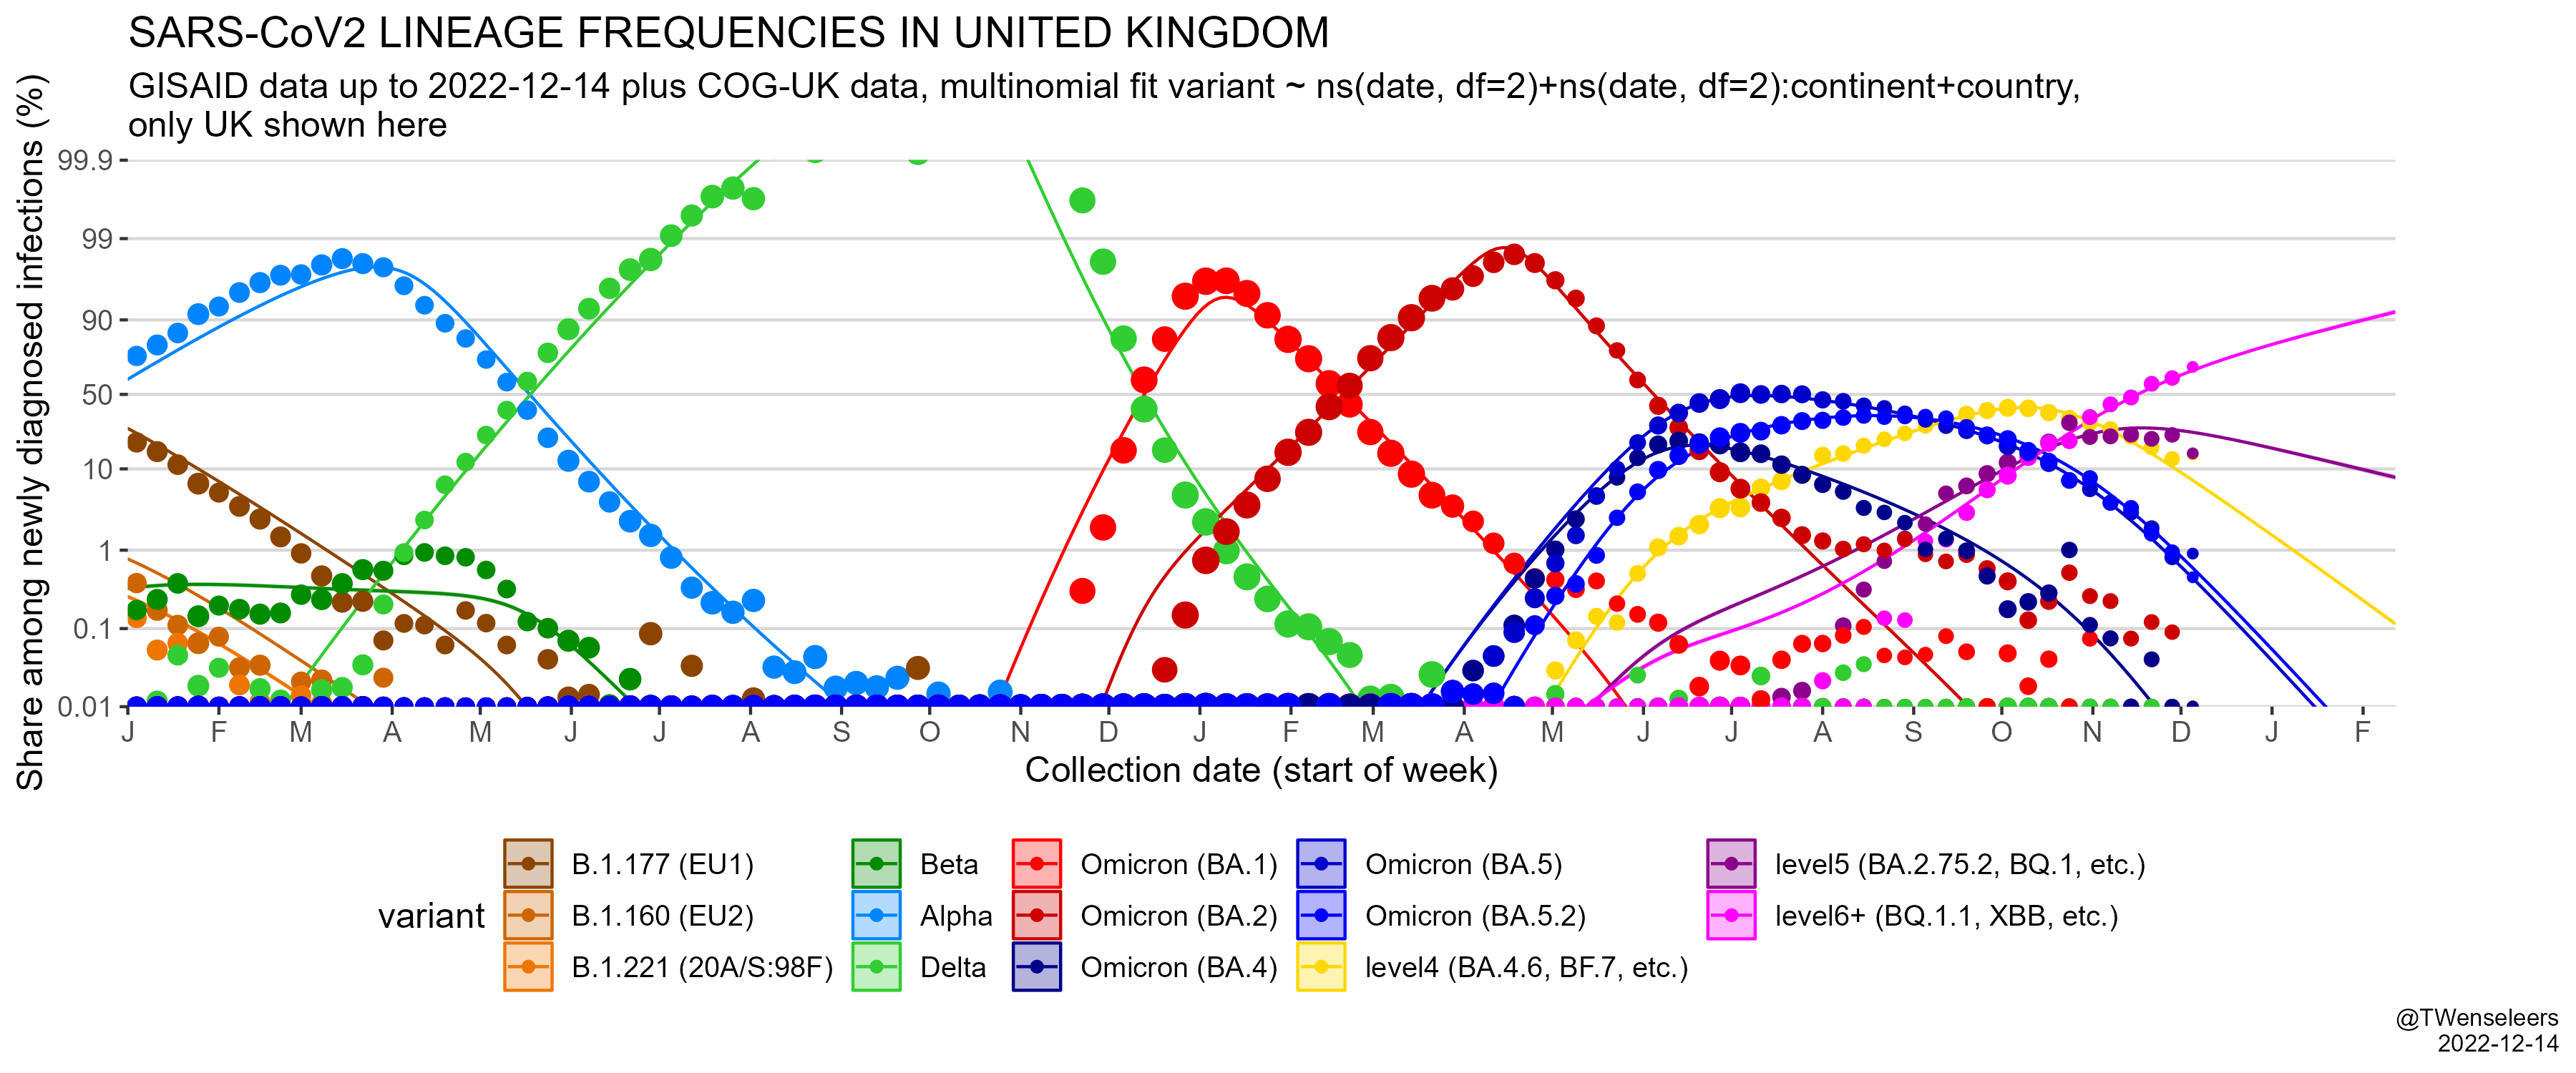 SARS-CoV2 LINEAGE FREQUENCIES IN UNITED KINGDOM
GISAID data up to 2022-12-14 plus COG-UK data, multinomial fit variant ~ ns(date, df=2)+ns(date, df=2):continent+country,
only UK shown here
Share among newly diagnosed infections (%)
99.9
99
90
50
10
1
0.1
0.01
J F M A M J J A S O N D J F M A M J J A S O N D J F
Collection date (start of week)
variant
B.1.177 (EU1)
B.1.160 (EU2)
B.1.221 (20A/S:98F)
Beta
Alpha
Delta
Omicron (BA.1)
Omicron (BA.2)
Omicron (BA.4)
Omicron (BA.5)
Omicron (BA.5.2)
level4 (BA.4.6, BF.7, etc.)
level5 (BA.2.75.2, BQ.1, etc.)
level6+ (BQ.1.1, XBB, etc.)
@TWenseleers
2022-12-14